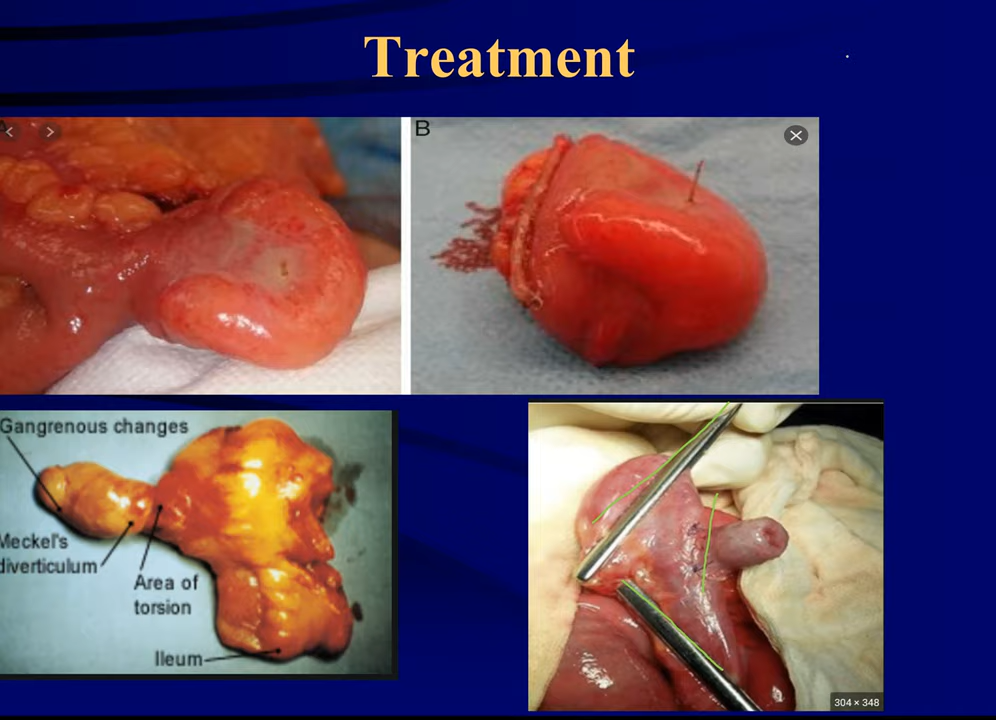 Treatment
A
B
Gangrenous changes
Meckel's
diverticulum
Area of
torsion
Ileum
304 × 348